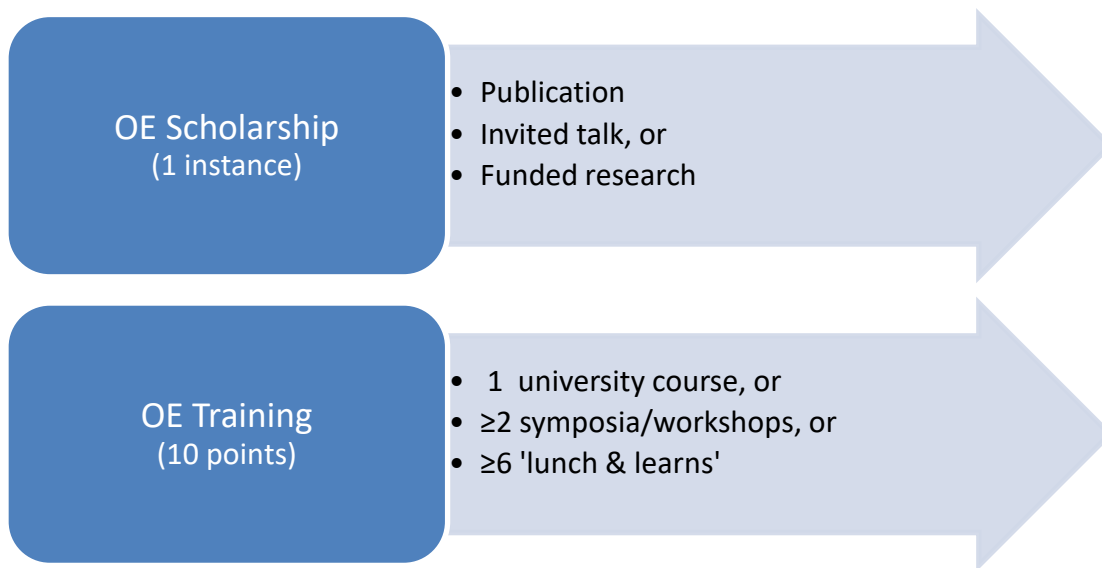 OE Scholarship
(1 instance)
• Publication
• Invited talk, or
• Funded research
OE Training
(10 points)
• 1 university course, or
• ≥2 symposia/workshops, or
• ≥6 'lunch & learns'